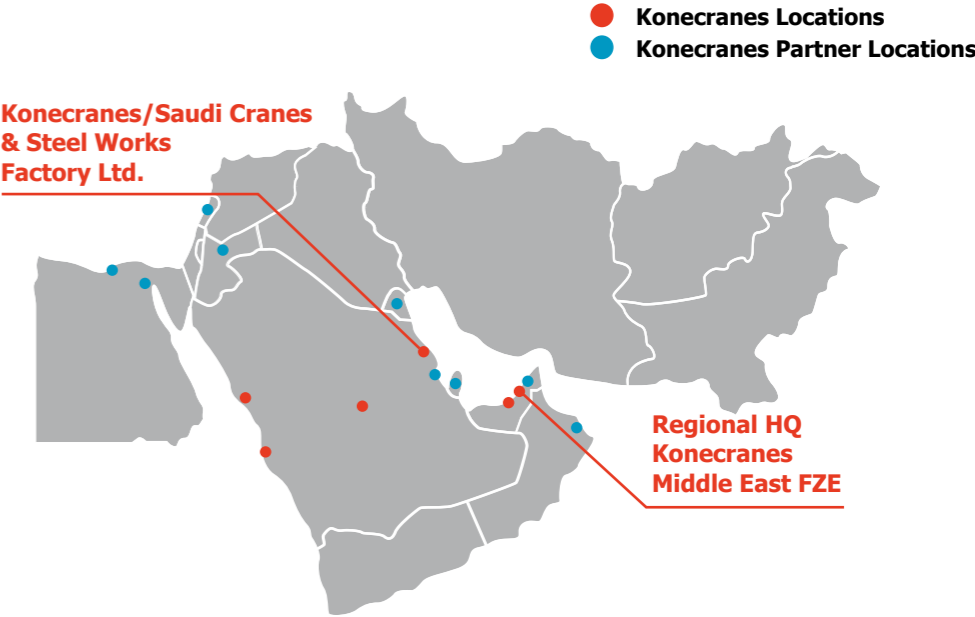 Konecranes Locations
Konecranes Partner Locations
Konecranes/Saudi Cranes
& Steel Works
Factory Ltd.
Regional HQ
Konecranes
Middle East FZE